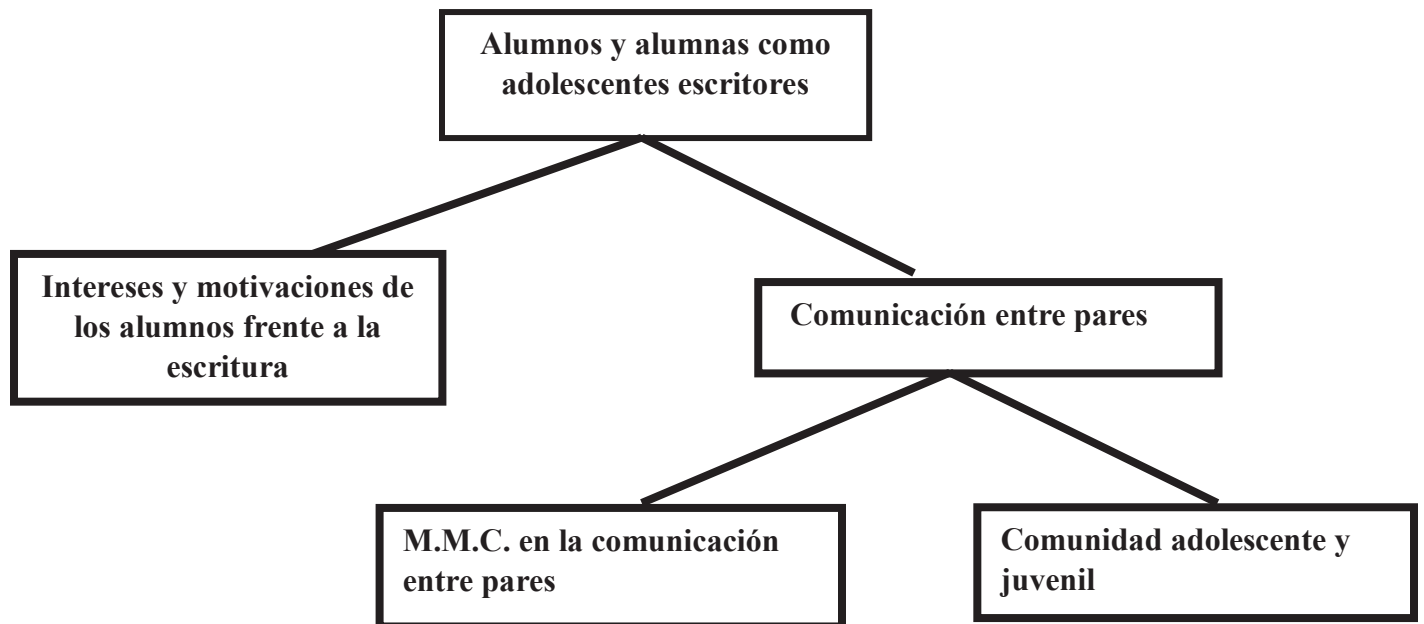 Alumnos y alumnas como
adolescentes escritores
Intereses y motivaciones de
los alumnos frente a la
escritura
Comunicación entre pares
M.M.C. en la comunicación
entre pares
Comunidad adolescente y
juvenil